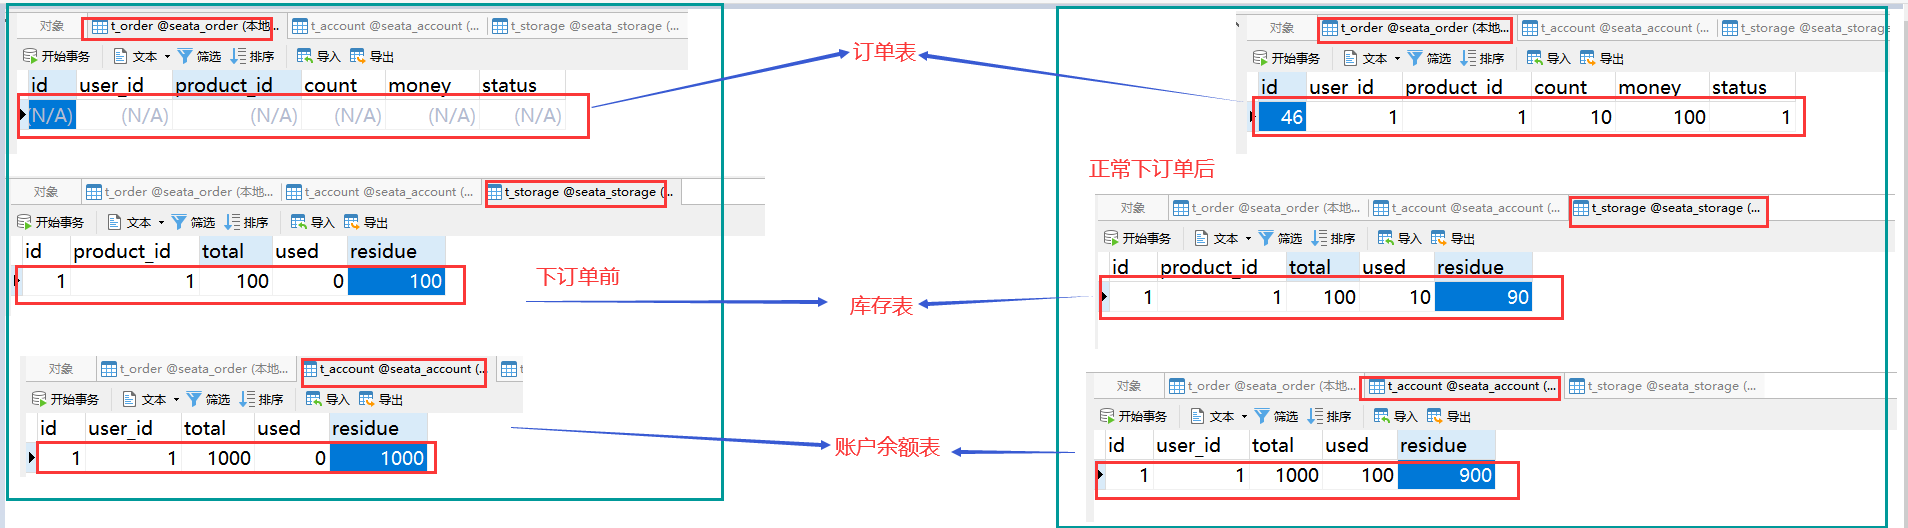 对象 t_order @seata_order (本地... t_account @seata_account (... t_storage @seata_storage (...
开始事务 文本 筛选 排序 导入 导出
id user_id product_id count money status
(N/A) (N/A) (N/A) (N/A) (N/A) (N/A)
对象 t_order @seata_order (本地... t_account @seata_account (... t_storage @seata_storage (...
开始事务 文本 筛选 排序 导入 导出
id product_id total used residue
1 1 100 0 100
对象 t_order @seata_order (本地... t_account @seata_account (...
开始事务 文本 筛选 排序 导入 导出
id user_id total used residue
1 1 1000 0 1000
下订单前
订单表
库存表
账户余额表
正常下订单后
对象 t_order @seata_order (本地... t_account @seata_account (... t_storage @seata_storage
开始事务 文本 筛选 排序 导入 导出
id user_id product_id count money status
46 1 1 10 100 1
对象 t_order @seata_order (本地... t_account @seata_account (... t_storage @seata_storage (...
开始事务 文本 筛选 排序 导入 导出
id product_id total used residue
1 1 100 10 90
对象 t_order @seata_order (本地... t_account @seata_account (... t_storage @seata_storage (...
开始事务 文本 筛选 排序 导入 导出
id user_id total used residue
1 1 1000 100 900